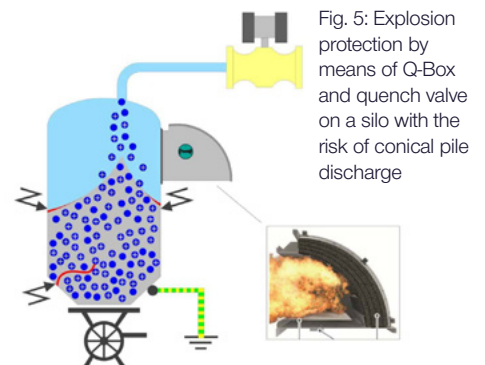 Fig. 5: Explosion
protection by
means of Q-Box
and quench valve
on a silo with the
risk of conical pile
discharge